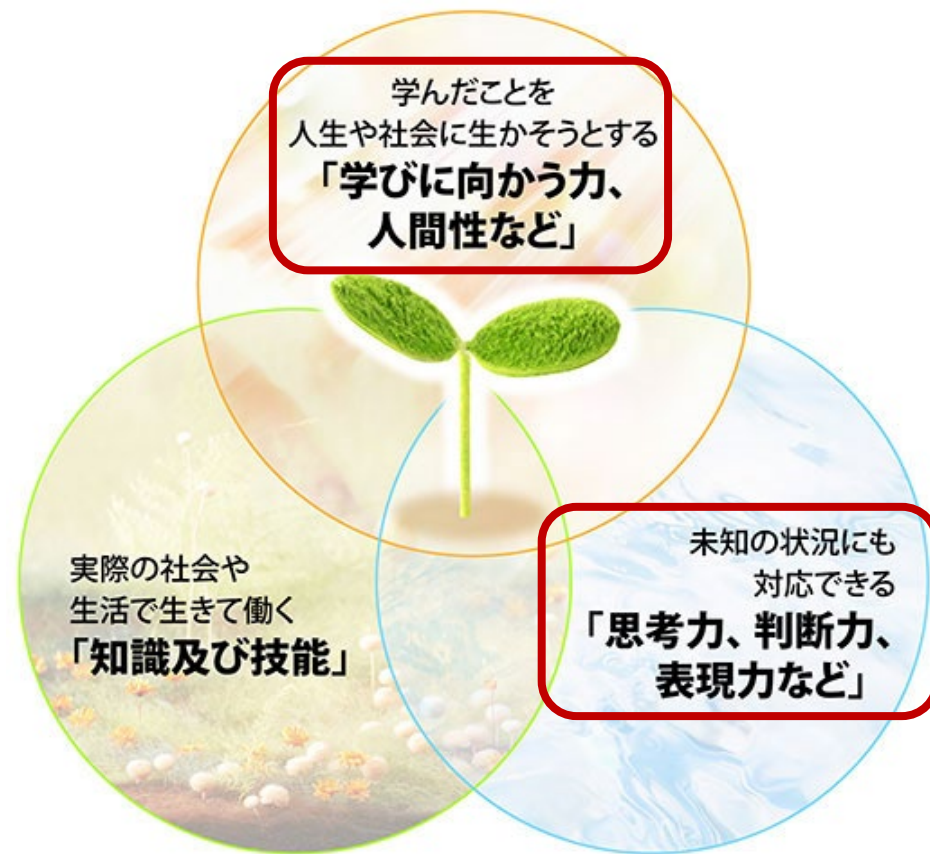 学んだことを
人生や社会に生かそうとする
「学びに向かう力、
人間性など」
実際の社会や
生活で生きて働く
「知識及び技能」
未知の状況にも
対応できる
「思考力、判断力、
表現力など」